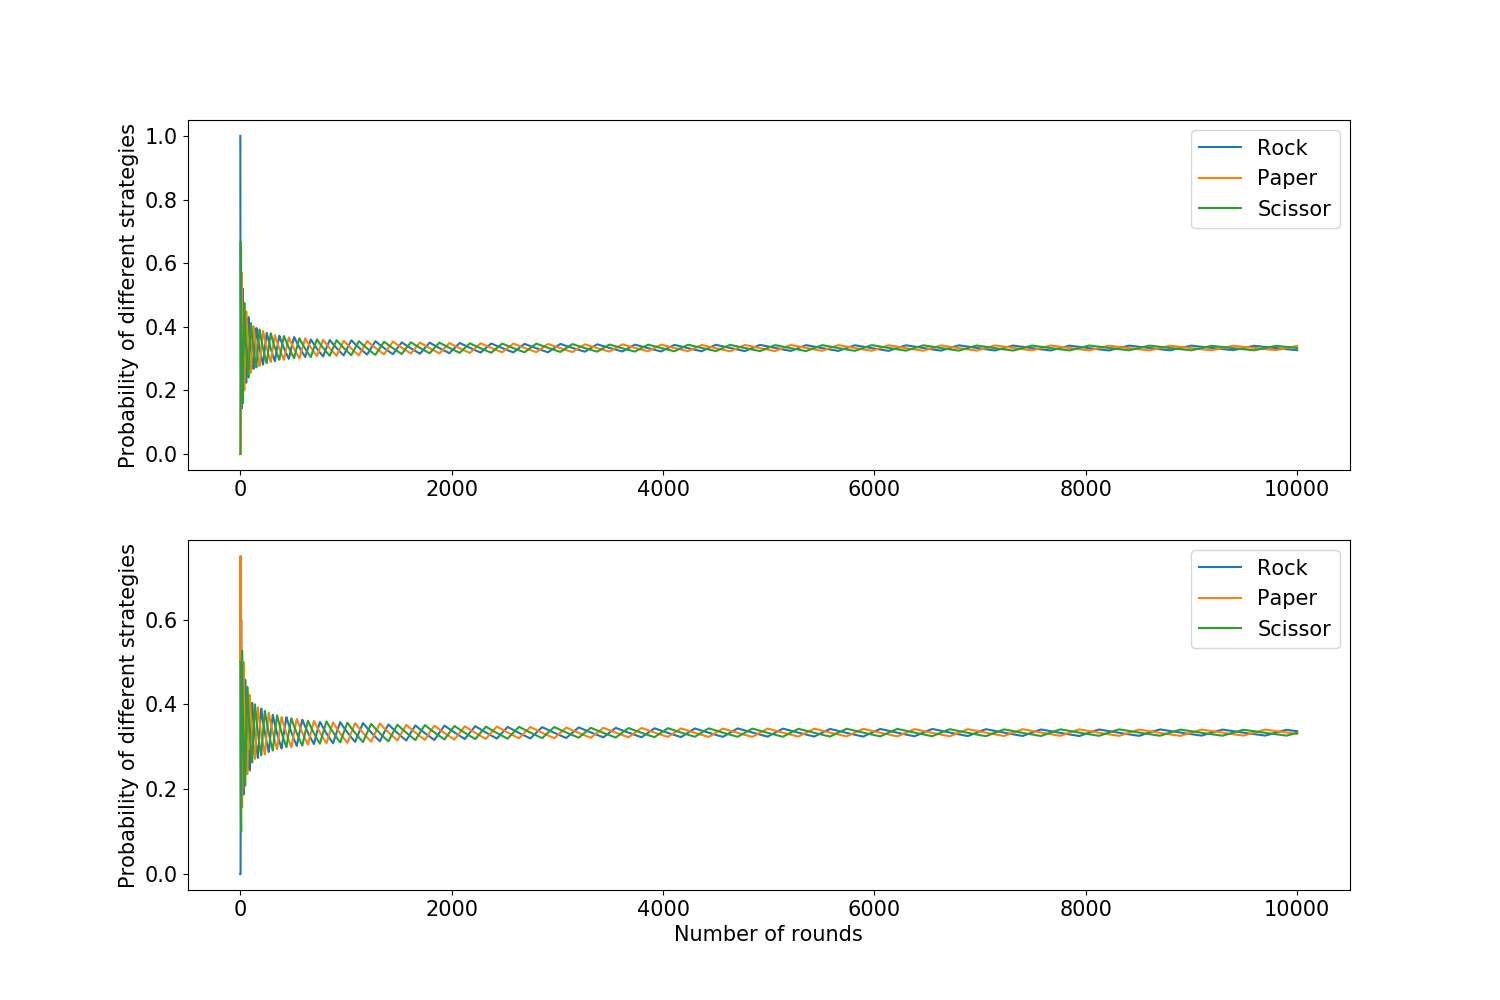 Probability of different strategies
1.0
0.8
0.6
0.4
0.2
0.0
Rock
Paper
Scissor
0 2000 4000 6000 8000 10000
Probability of different strategies
0.6
0.4
0.2
0.0
Rock
Paper
Scissor
0 2000 4000 6000 8000 10000
Number of rounds